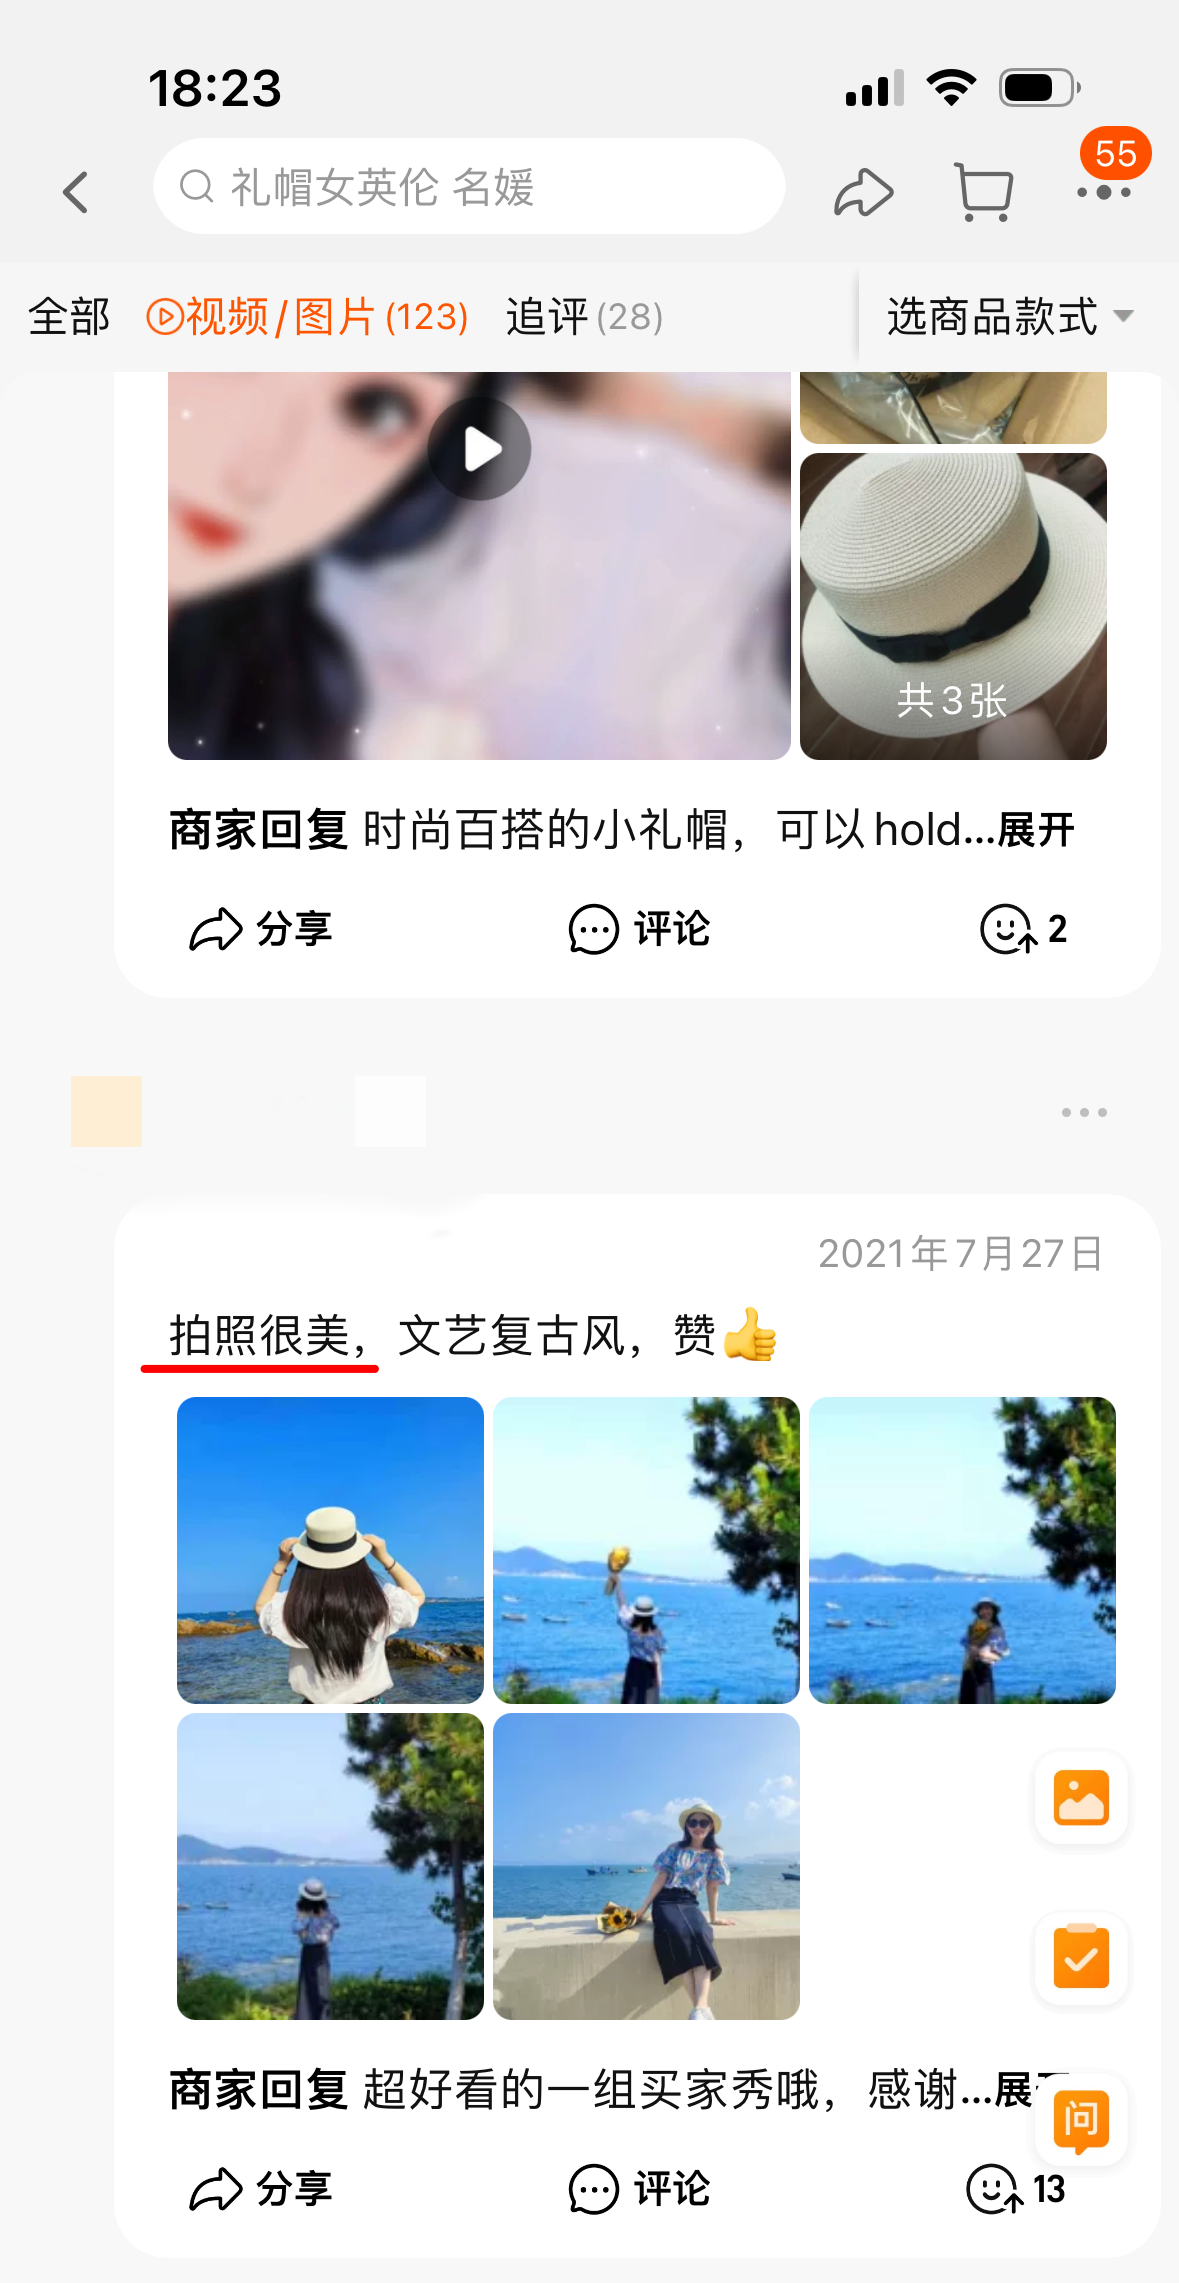 18:23
55
礼帽女英伦 名媛
全部 视频/图片(123) 追评(28) 选商品款式
共3张
商家回复 时尚百搭的小礼帽，可以hold...展开
分享 评论 2
2021年7月27日
拍照很美，文艺复古风，赞👍
商家回复 超好看的一组买家秀哦，感谢...展
问
分享 评论 13